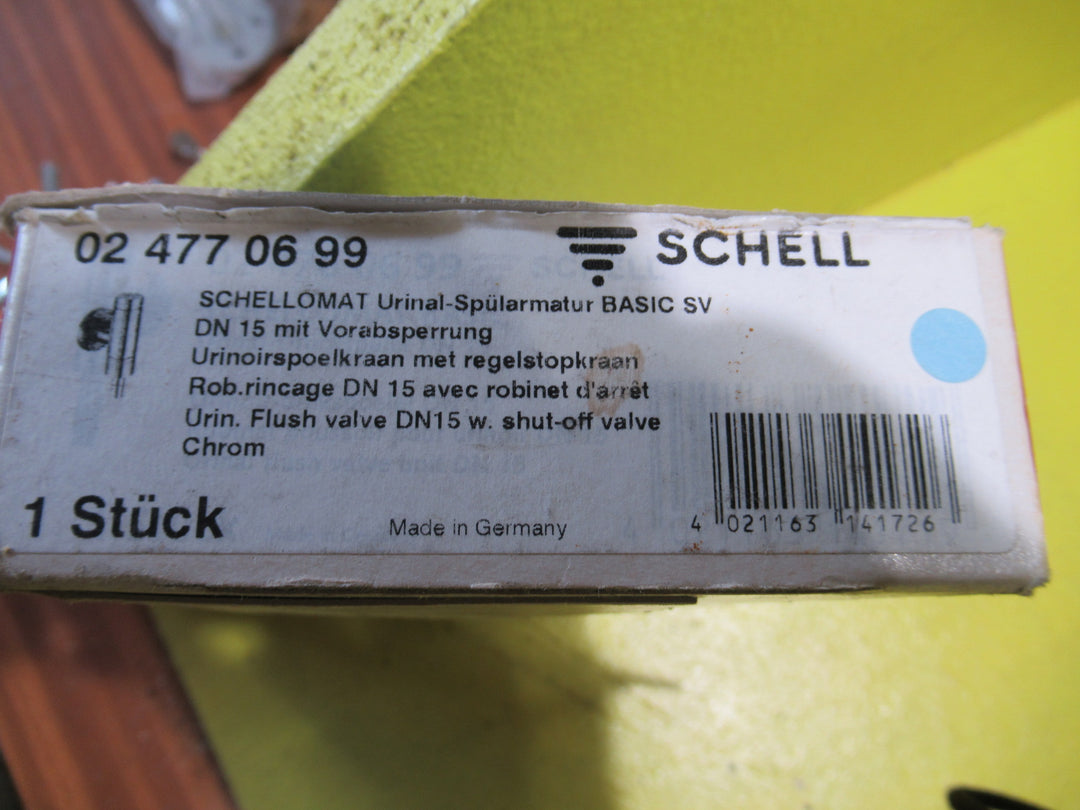 02 477 06 99
SCHELL
SCHELLOMAT Urinal-Spülarmatur BASIC SV
DN 15 mit Vorabsperrung
Urinoirspoelkraan met regelstopkraan
Rob.rincage DN 15 avec robinet d'arrêt
Urin. Flush valve DN15 w. shut-off valve
Chrom
1 Stück
Made in Germany
4 021163 141726